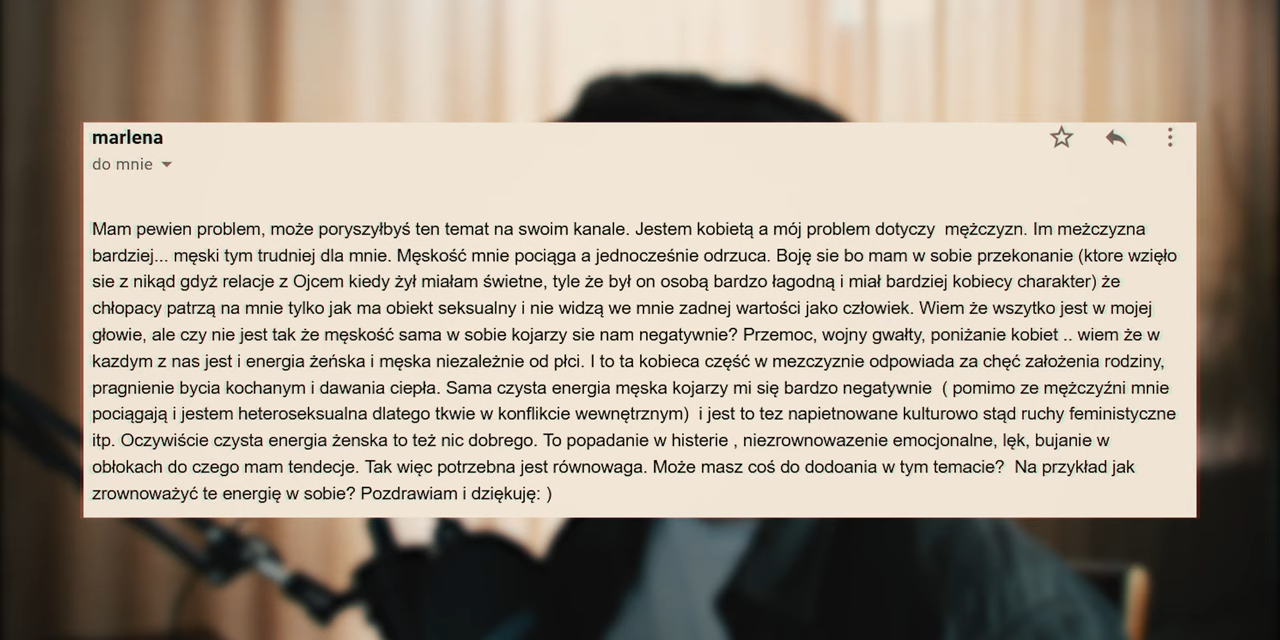 marlena
do mnie
Mam pewien problem, może poryszyłbyś ten temat na swoim kanale. Jestem kobietą a mój problem dotyczy  mężczyzn. Im meżczyzna
bardziej... męski tym trudniej dla mnie. Męskość mnie pociąga a jednocześnie odrzuca. Boję sie bo mam w sobie przekonanie (ktore wzięło
sie z nikąd gdyż relacje z Ojcem kiedy żył miałam świetne, tyle że był on osobą bardzo łagodną i miał bardziej kobiecy charakter) że
chłopacy patrzą na mnie tylko jak ma obiekt seksualny i nie widzą we mnie zadnej wartości jako człowiek. Wiem że wszytko jest w mojej
głowie, ale czy nie jest tak że męskość sama w sobie kojarzy sie nam negatywnie? Przemoc, wojny gwałty, poniżanie kobiet .. wiem że w
kazdym z nas jest i energia żeńska i męska niezależnie od płci. I to ta kobieca część w mezczyznie odpowiada za chęć założenia rodziny,
pragnienie bycia kochanym i dawania ciepła. Sama czysta energia męska kojarzy mi się bardzo negatywnie  ( pomimo ze mężczyźni mnie
pociągają i jestem heteroseksualna dlatego tkwie w konflikcie wewnętrznym)  i jest to tez napietnowane kulturowo stąd ruchy feministyczne
itp. Oczywiście czysta energia żenska to też nic dobrego. To popadanie w histerie , niezrownowazenie emocjonalne, lęk, bujanie w
obłokach do czego mam tendecje. Tak więc potrzebna jest równowaga. Może masz coś do dodoania w tym temacie?  Na przykład jak
zrownoważyć te energię w sobie? Pozdrawiam i dziękuję: )